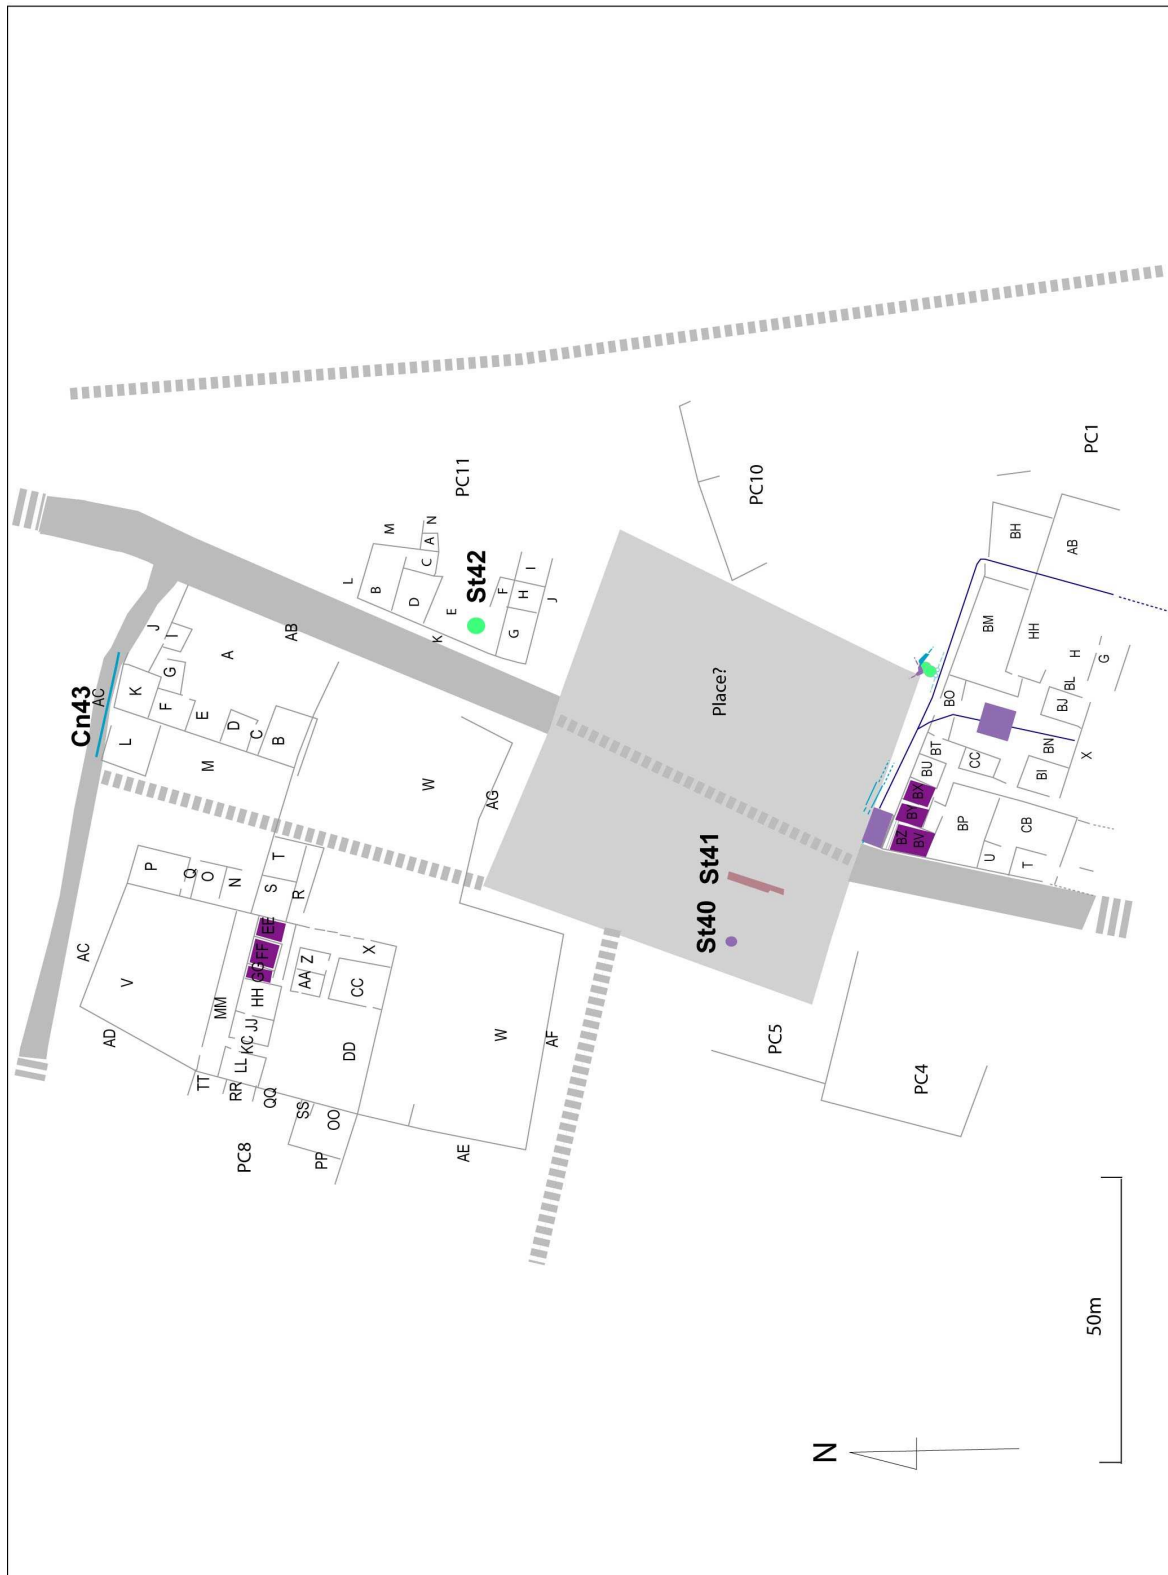 Cn43
AC
L
K
J
I
G
F
E
D
C
B
A
M
AB
P
Q
O
N
T
S
R
AC
V
AD
MM
EE
FF
GG
HH
JJ
KC
LL
TT
RR
QQ
SS
OO
PP
Z
AA
X
CC
DD
W
AG
W
AF
AE
PC8
L
M
N
A
C
B
D
E
K
F
I
H
G
J
St42
PC11
Place?
PC10
St41
St40
PC5
PC4
PC1
BH
AB
BM
HH
H
G
BL
BJ
BO
BT
BU
CC
BN
BI
X
BX
BY
BZ
BV
BP
CB
U
T
N
50m